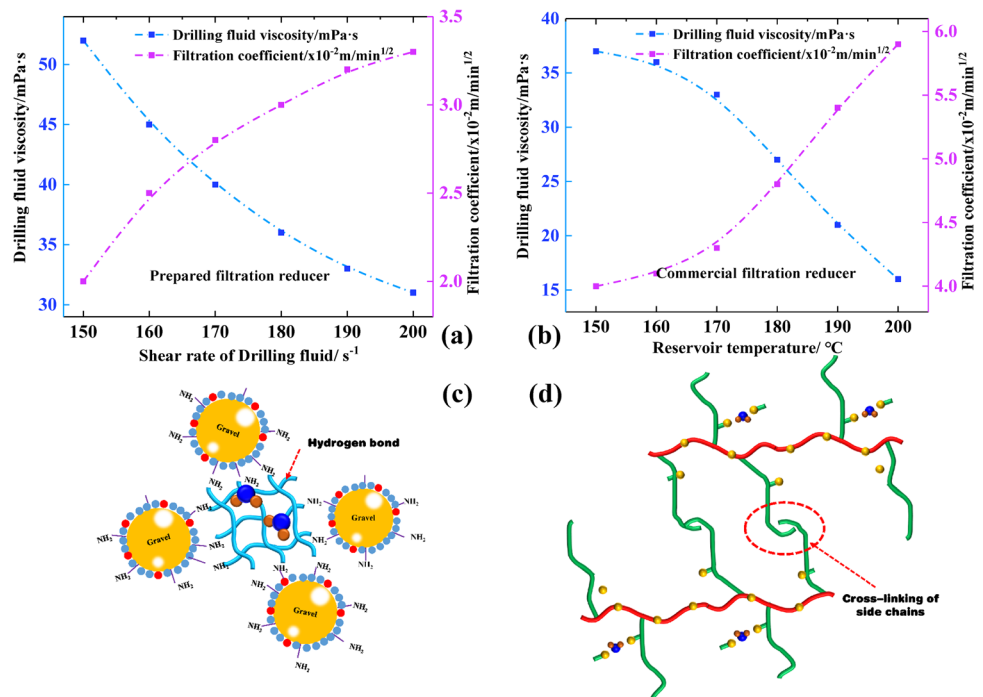 Drilling fluid viscosity/mPa·s
Filtration coefficient/x10-2m/min1/2
55
50
45
40
35
30
3.5
3.0
2.5
2.0
Drilling fluid viscosity/mPa·s
Filtration coefficient/x10-2m/min1/2
Prepared filtration reducer
150 160 170 180 190 200
Shear rate of Drilling fluid/ s-1
(a)
Drilling fluid viscosity/mPa·s
Filtration coefficient/x10-2m/min1/2
40
36
31
26
21
15
6.0
5.5
5.0
4.5
4.0
Drilling fluid viscosity/mPa·s
Filtration coefficient/x10-2m/min1/2
Commercial filtration reducer
150 160 170 180 190 200
Reservoir temperature/ °C
(b)
(c)
Hydrogen bond
NH2
NH2
NH2
NH2
NH2
NH2
NH2
Gravel
NH2
NH2
NH2
NH2
NH2
NH2
NH2
Gravel
NH2
NH2
NH2
NH2
NH2
NH2
Gravel
NH2
NH2
NH2
NH2
NH2
NH2
NH2
Gravel
(d)
Cross–linking of
side chains